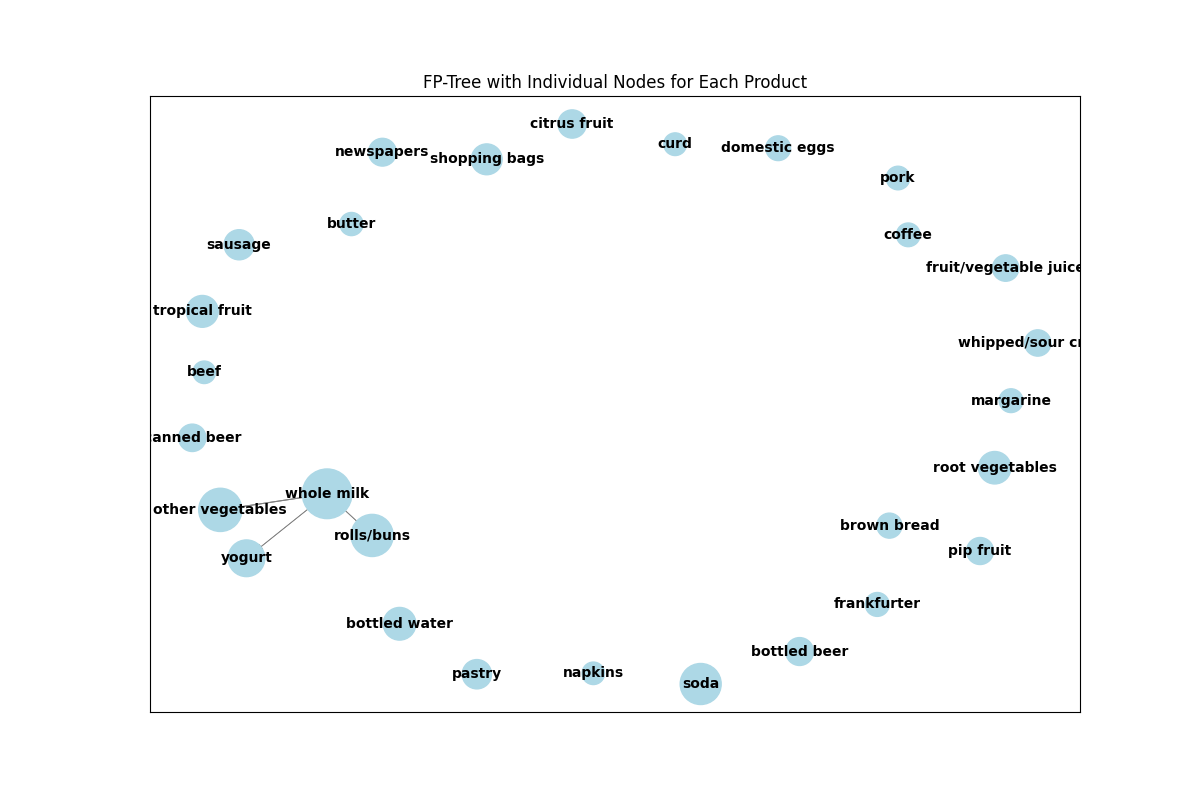 FP-Tree with Individual Nodes for Each Product
citrus fruit
curd
domestic eggs
newspapers
shopping bags
pork
butter
coffee
sausage
fruit/vegetable juice
tropical fruit
whipped/sour cr
beef
margarine
anned beer
root vegetables
whole milk
other vegetables
brown bread
rolls/buns
pip fruit
yogurt
frankfurter
bottled water
bottled beer
pastry
napkins
soda